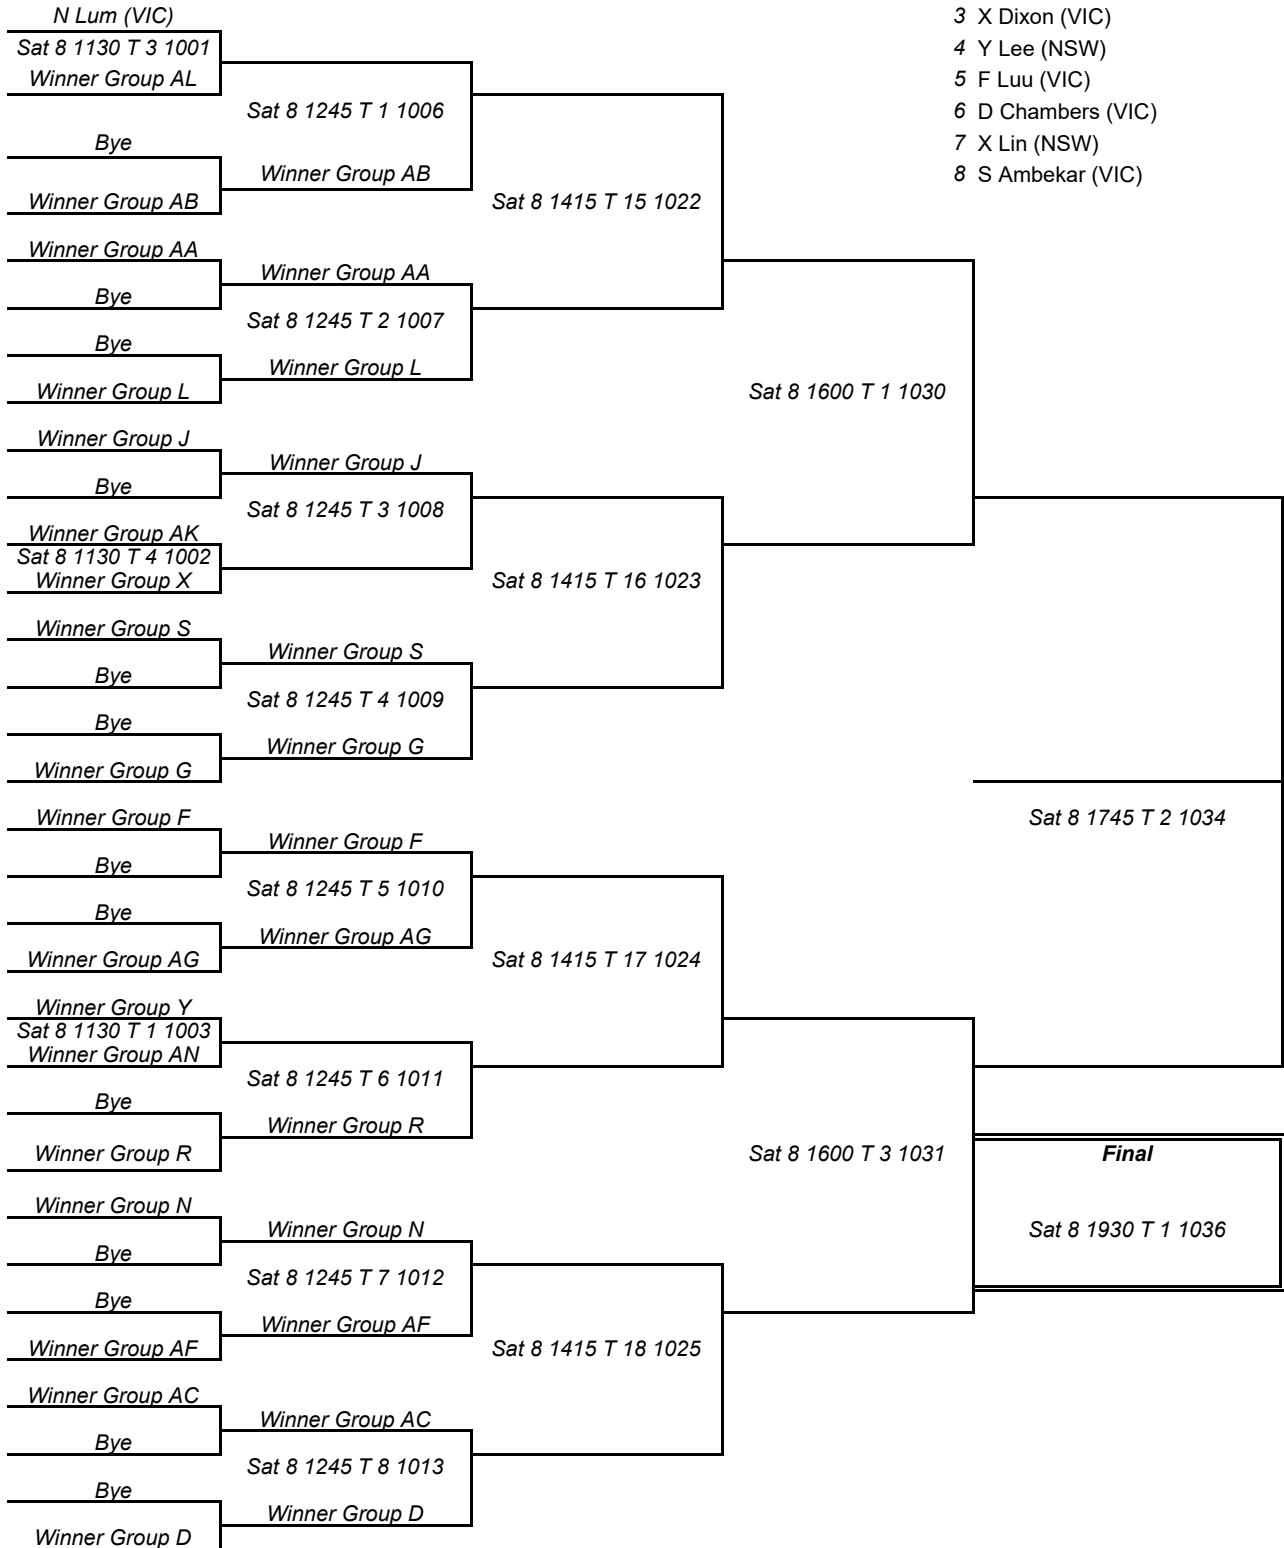 N Lum (VIC)
3 X Dixon (VIC)
Sat 8 1130 T 3 1001
4 Y Lee (NSW)
Winner Group AL
5 F Luu (VIC)
Sat 8 1245 T 1 1006
6 D Chambers (VIC)
Bye
7 X Lin (NSW)
Winner Group AB
8 S Ambekar (VIC)
Winner Group AB
Sat 8 1415 T 15 1022
Winner Group AA
Winner Group AA
Bye
Sat 8 1245 T 2 1007
Bye
Winner Group L
Winner Group L
Sat 8 1600 T 1 1030
Winner Group J
Winner Group J
Bye
Sat 8 1245 T 3 1008
Winner Group AK
Sat 8 1130 T 4 1002
Winner Group X
Sat 8 1415 T 16 1023
Winner Group S
Winner Group S
Bye
Sat 8 1245 T 4 1009
Bye
Winner Group G
Winner Group G
Winner Group F
Sat 8 1745 T 2 1034
Winner Group F
Bye
Sat 8 1245 T 5 1010
Bye
Winner Group AG
Winner Group AG
Sat 8 1415 T 17 1024
Winner Group Y
Sat 8 1130 T 1 1003
Winner Group AN
Sat 8 1245 T 6 1011
Bye
Winner Group R
Winner Group R
Sat 8 1600 T 3 1031
Final
Winner Group N
Winner Group N
Sat 8 1930 T 1 1036
Bye
Sat 8 1245 T 7 1012
Bye
Winner Group AF
Winner Group AF
Sat 8 1415 T 18 1025
Winner Group AC
Winner Group AC
Bye
Sat 8 1245 T 8 1013
Bye
Winner Group D
Winner Group D